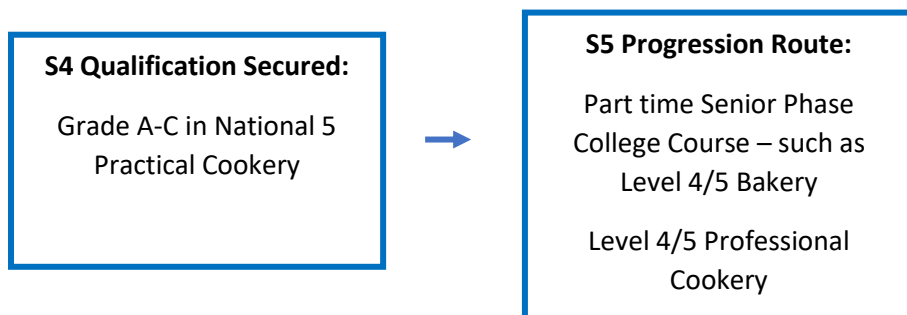 S4 Qualification Secured:
Grade A-C in National 5
Practical Cookery
S5 Progression Route:
Part time Senior Phase
College Course – such as
Level 4/5 Bakery
Level 4/5 Professional
Cookery